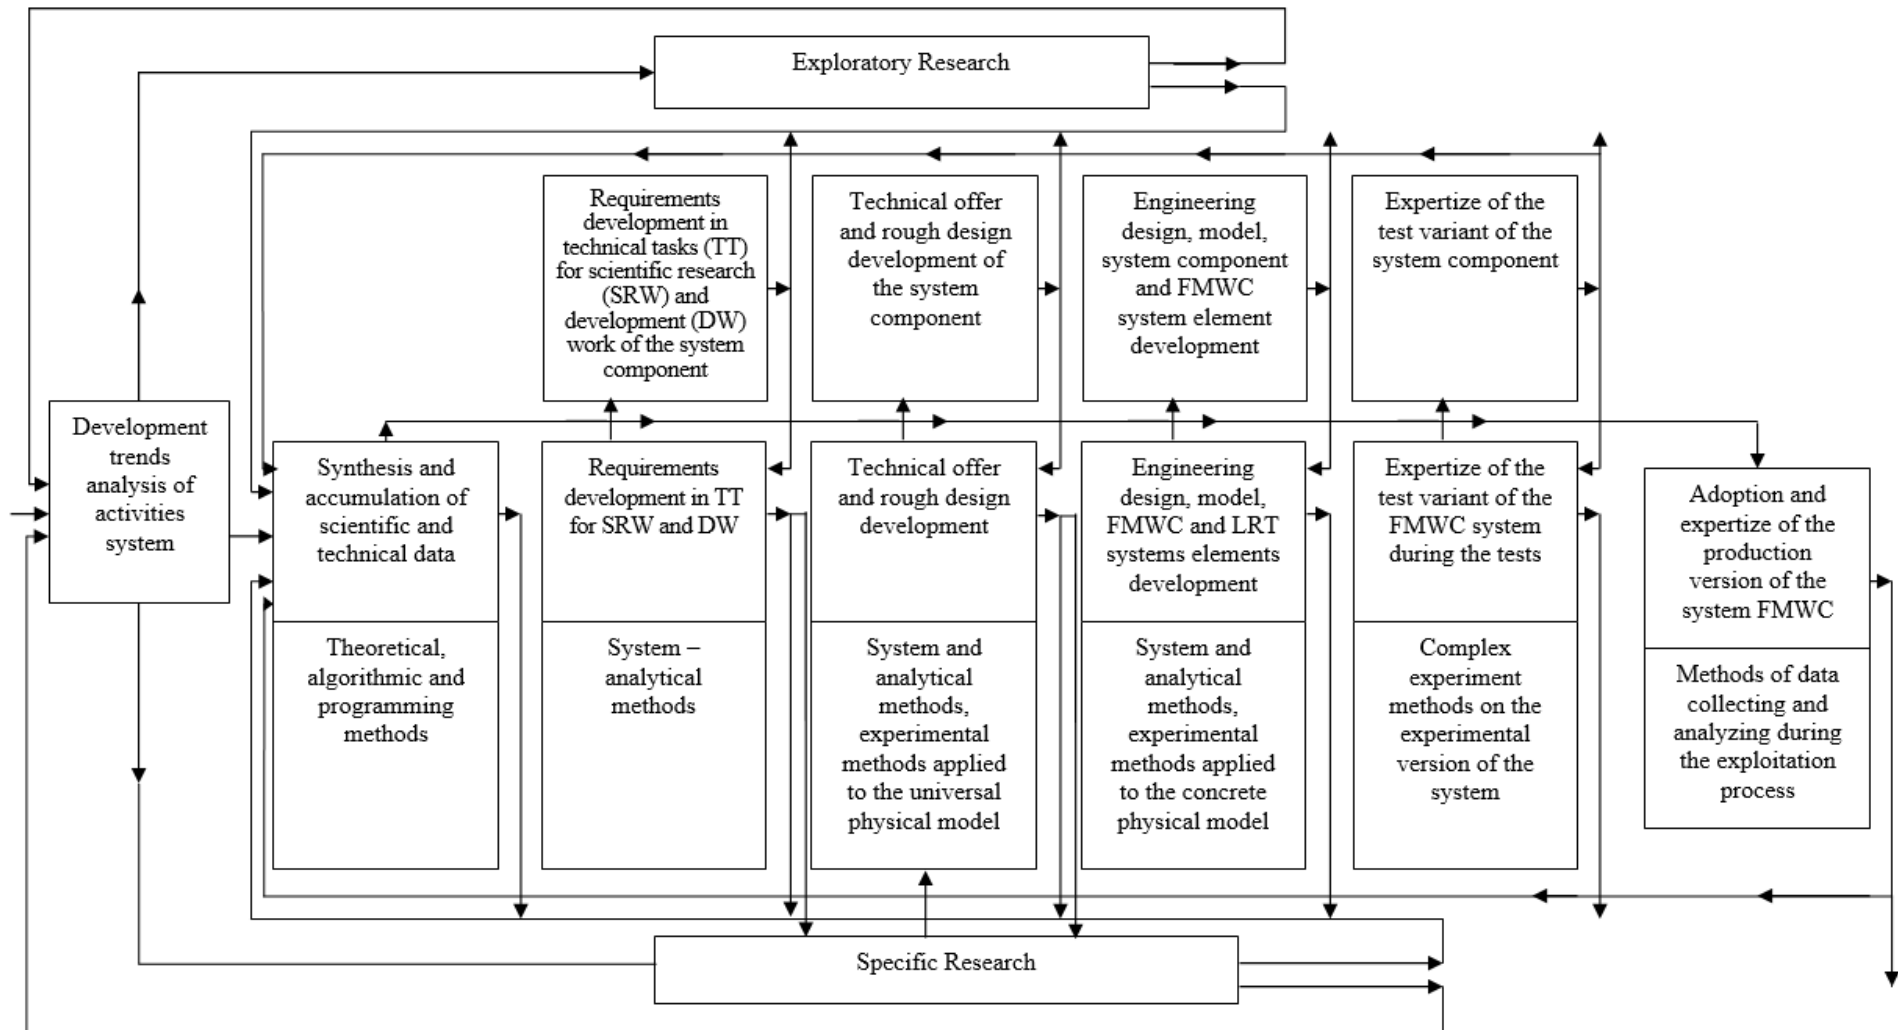 Exploratory Research
Requirements
development in
technical tasks (TT)
for scientific research
(SRW) and
development (DW)
work of the system
component
Technical offer
and rough design
development of
the system
component
Engineering
design, model,
system component
and FMWC
system element
development
Expertize of the
test variant of the
system component
Development
trends
analysis of
activities
system
Synthesis and
accumulation of
scientific and
technical data
Theoretical,
algorithmic and
programming
methods
Requirements
development in TT
for SRW and DW
System –
analytical
methods
Technical offer
and rough design
development
System and
analytical
methods,
experimental
methods applied
to the universal
physical model
Engineering
design, model,
FMWC and LRT
systems elements
development
System and
analytical
methods,
experimental
methods applied
to the concrete
physical model
Expertize of the
test variant of the
FMWC system
during the tests
Complex
experiment
methods on the
experimental
version of the
system
Adoption and
expertize of the
production
version of the
system FMWC
Methods of data
collecting and
analyzing during
the exploitation
process
Specific Research